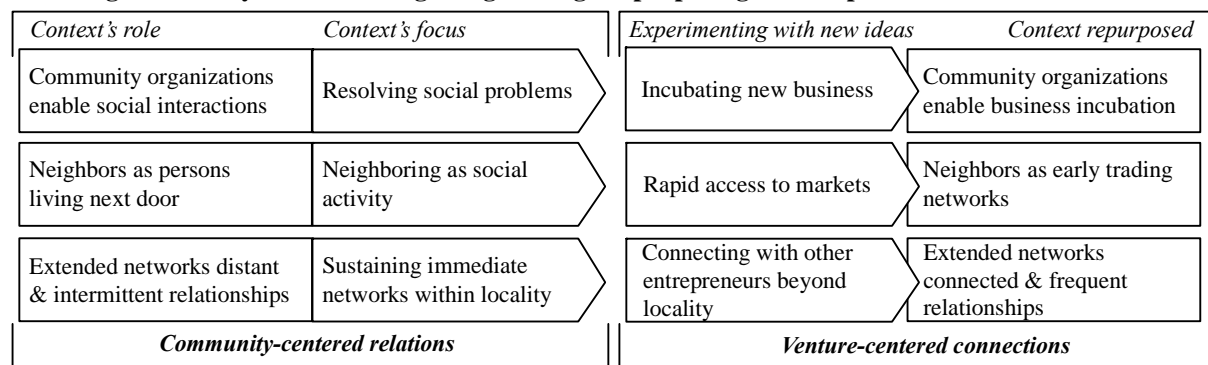 Context's role
Context's focus
Experimenting with new ideas
Context repurposed
Community organizations
enable social interactions
Resolving social problems
Incubating new business
Community organizations
enable business incubation
Neighbors as persons
living next door
Neighboring as social
activity
Rapid access to markets
Neighbors as early trading
networks
Extended networks distant
& intermittent relationships
Sustaining immediate
networks within locality
Connecting with other
entrepreneurs beyond
locality
Extended networks
connected & frequent
relationships
Community-centered relations
Venture-centered connections